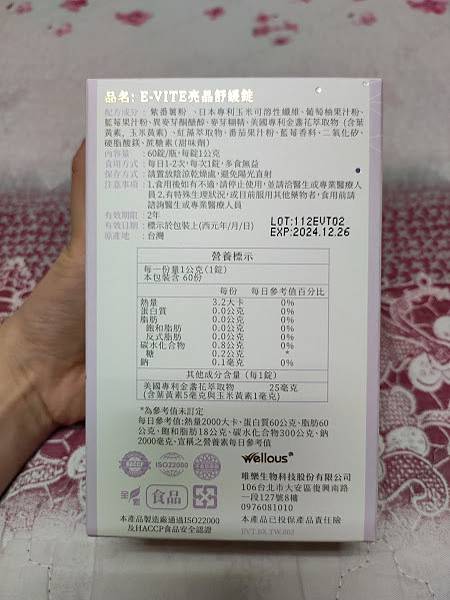 品名: E-VITE亮晶舒緩錠
配方成分: 紫番薯粉、日本專利玉米可溶性纖維、葡萄柚果汁粉、
藍莓果汁粉、異麥芽酮醣醇、麥芽糊精、美國專利金盞花萃取物 (含葉
黃素, 玉米黃素)、紅藻萃取物、番茄果汁粉、藍莓香料、二氧化矽、
硬脂酸鎂、蔗糖素(甜味劑)
內容量: 60錠/瓶, 每錠1公克
食用方式: 每日1-2次, 每次1錠, 多食無益
保存方式: 請置放陰涼乾燥處, 避免陽光直射
注意事項: 1.食用後如有不適, 請停止使用, 並請洽醫生或專業醫療人
員 2.有特殊生理狀況, 或目前服用其他藥物者, 食用前請
諮詢醫生或專業醫療人員
有效期限: 2年
有效日期: 標示於包裝上(西元年/月/日)
原產地: 台灣
LOT:112EVT02
EXP:2024.12.26
營養標示
每一份量1公克(1錠)
本包裝含 60份
每份 每日參考值百分比
熱量 3.2大卡 0%
蛋白質 0.0公克 0%
脂肪 0.0公克 0%
飽和脂肪 0.0公克 0%
反式脂肪 0.0公克 0%
碳水化合物 0.8公克 0%
糖 0.2公克 *
鈉 0.1毫克 0%
其他成分含量 (每1錠)
美國專利金盞花萃取物 25毫克
(含葉黃素5毫克與玉米黃素1毫克)
*為參考值未訂定
每日參考值:熱量2000大卡、蛋白質60公克、脂肪60
公克、飽和脂肪18公克、碳水化合物300公克、鈉
2000毫克, 宣稱之營養素每日參考值
ISO22000
全素
食品
本產品製造廠通過ISO22000
及HACCP食品安全認證
Wellous®
唯樂生物科技股份有限公司
106台北市大安區復興南路
一段127號8樓
0976081010
本產品已投保產品責任險
EVT BX TW.002